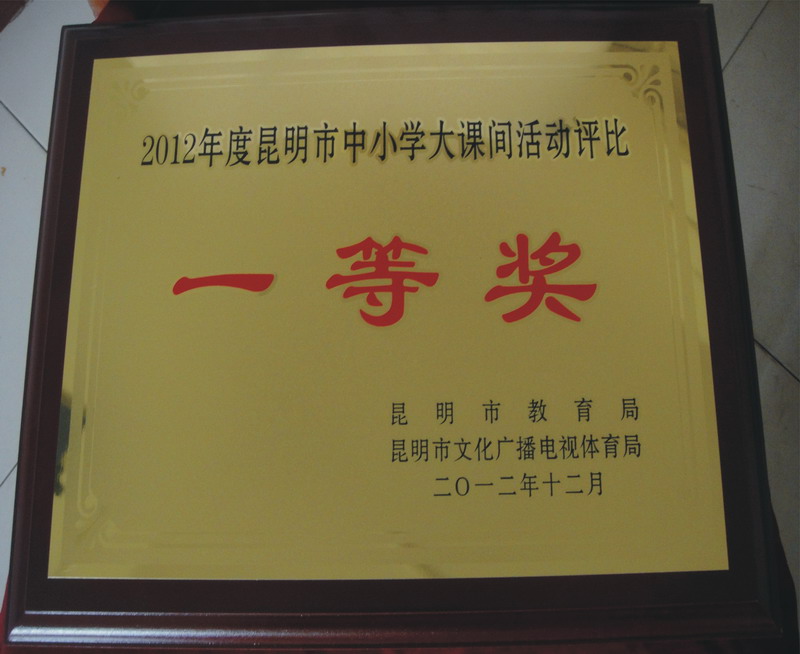 2012年度昆明市中小学大课间活动评比
一等奖
昆明市教育局
昆明市文化广播电视体育局
二〇一二年十二月